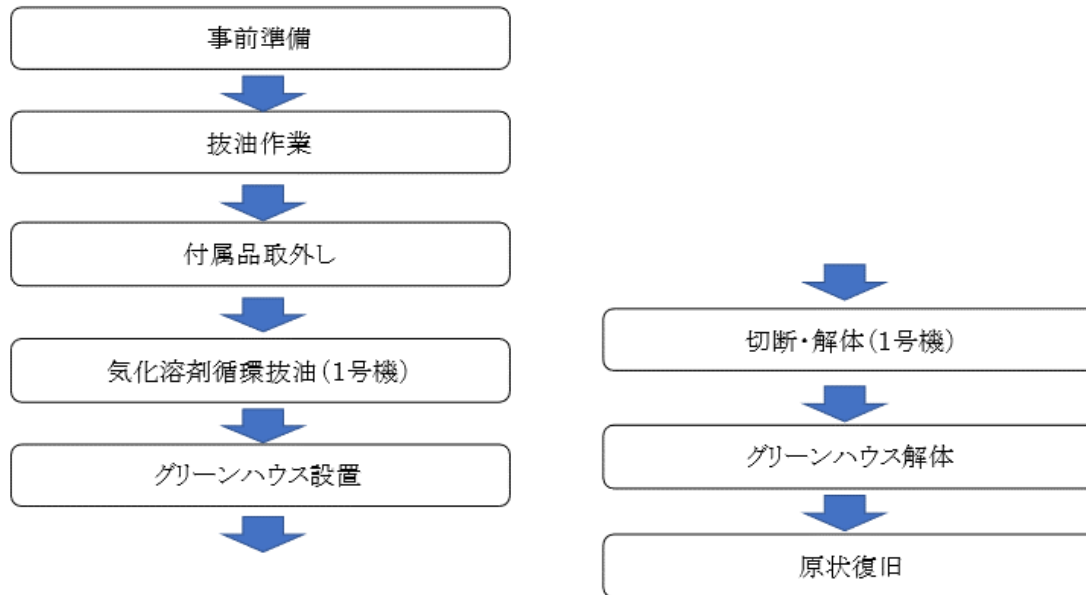 事前準備
抜油作業
付属品取外し
気化溶剤循環抜油(1号機)
グリーンハウス設置
切断・解体(1号機)
グリーンハウス解体
原状復旧